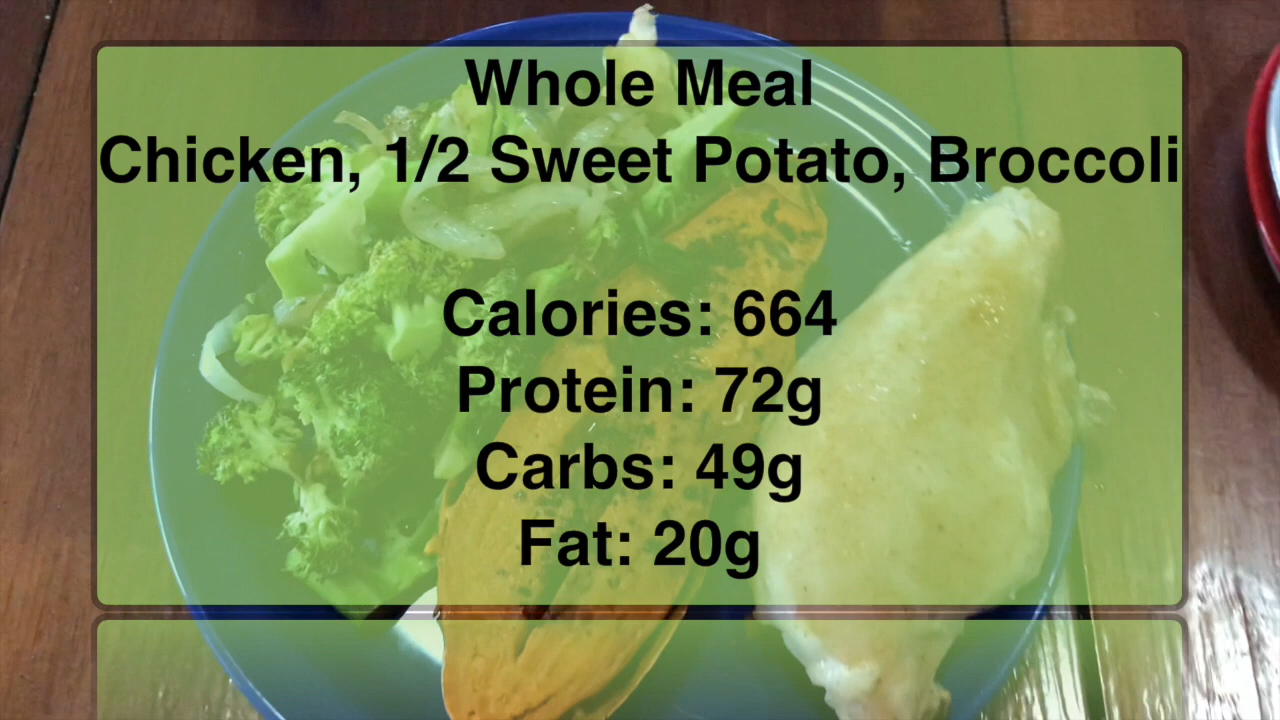 Whole Meal
Chicken, 1/2 Sweet Potato, Broccoli
Calories: 664
Protein: 72g
Carbs: 49g
Fat: 20g